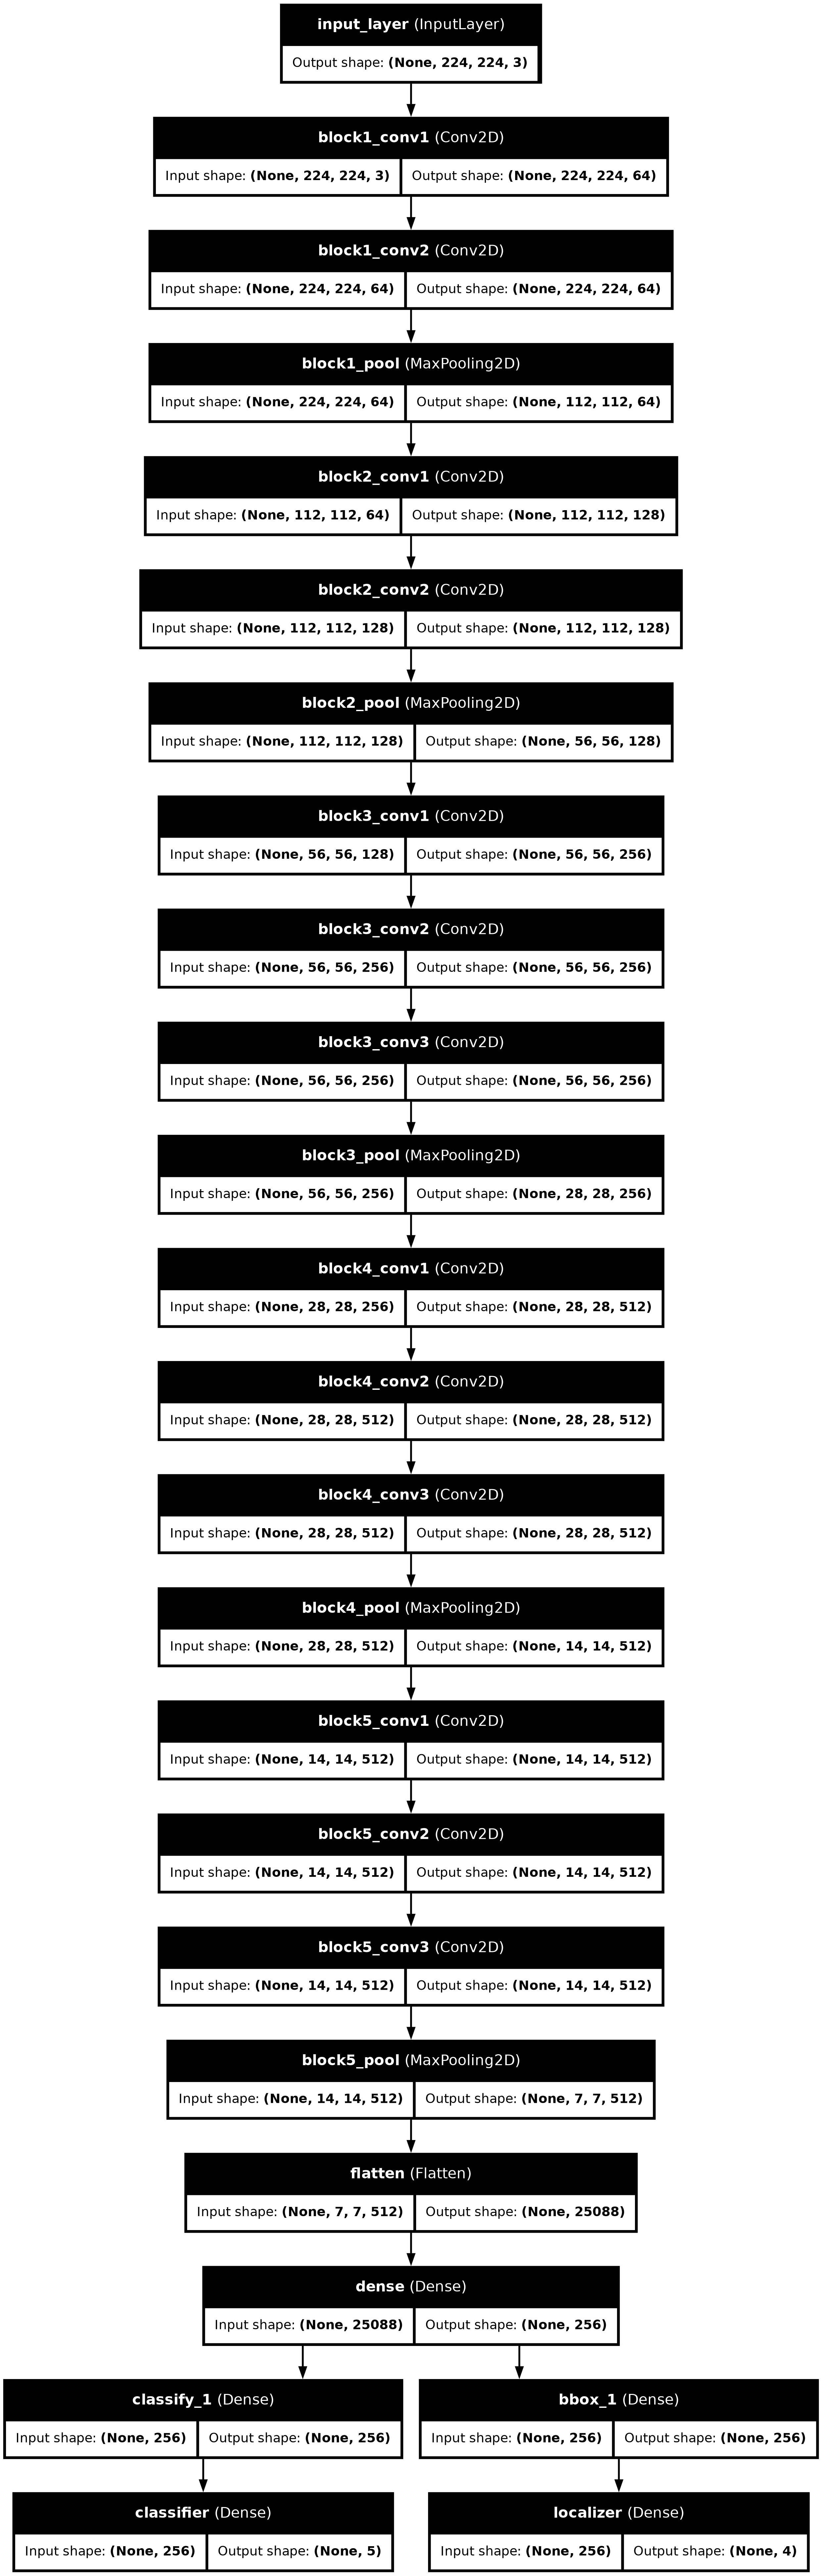 input_layer (InputLayer)
Output shape: (None, 224, 224, 3)
block1_conv1 (Conv2D)
Input shape: (None, 224, 224, 3) Output shape: (None, 224, 224, 64)
block1_conv2 (Conv2D)
Input shape: (None, 224, 224, 64) Output shape: (None, 224, 224, 64)
block1_pool (MaxPooling2D)
Input shape: (None, 224, 224, 64) Output shape: (None, 112, 112, 64)
block2_conv1 (Conv2D)
Input shape: (None, 112, 112, 64) Output shape: (None, 112, 112, 128)
block2_conv2 (Conv2D)
Input shape: (None, 112, 112, 128) Output shape: (None, 112, 112, 128)
block2_pool (MaxPooling2D)
Input shape: (None, 112, 112, 128) Output shape: (None, 56, 56, 128)
block3_conv1 (Conv2D)
Input shape: (None, 56, 56, 128) Output shape: (None, 56, 56, 256)
block3_conv2 (Conv2D)
Input shape: (None, 56, 56, 256) Output shape: (None, 56, 56, 256)
block3_conv3 (Conv2D)
Input shape: (None, 56, 56, 256) Output shape: (None, 56, 56, 256)
block3_pool (MaxPooling2D)
Input shape: (None, 56, 56, 256) Output shape: (None, 28, 28, 256)
block4_conv1 (Conv2D)
Input shape: (None, 28, 28, 256) Output shape: (None, 28, 28, 512)
block4_conv2 (Conv2D)
Input shape: (None, 28, 28, 512) Output shape: (None, 28, 28, 512)
block4_conv3 (Conv2D)
Input shape: (None, 28, 28, 512) Output shape: (None, 28, 28, 512)
block4_pool (MaxPooling2D)
Input shape: (None, 28, 28, 512) Output shape: (None, 14, 14, 512)
block5_conv1 (Conv2D)
Input shape: (None, 14, 14, 512) Output shape: (None, 14, 14, 512)
block5_conv2 (Conv2D)
Input shape: (None, 14, 14, 512) Output shape: (None, 14, 14, 512)
block5_conv3 (Conv2D)
Input shape: (None, 14, 14, 512) Output shape: (None, 14, 14, 512)
block5_pool (MaxPooling2D)
Input shape: (None, 14, 14, 512) Output shape: (None, 7, 7, 512)
flatten (Flatten)
Input shape: (None, 7, 7, 512) Output shape: (None, 25088)
dense (Dense)
Input shape: (None, 25088) Output shape: (None, 256)
classify_1 (Dense)
Input shape: (None, 256) Output shape: (None, 256)
bbox_1 (Dense)
Input shape: (None, 256) Output shape: (None, 256)
classifier (Dense)
Input shape: (None, 256) Output shape: (None, 5)
localizer (Dense)
Input shape: (None, 256) Output shape: (None, 4)